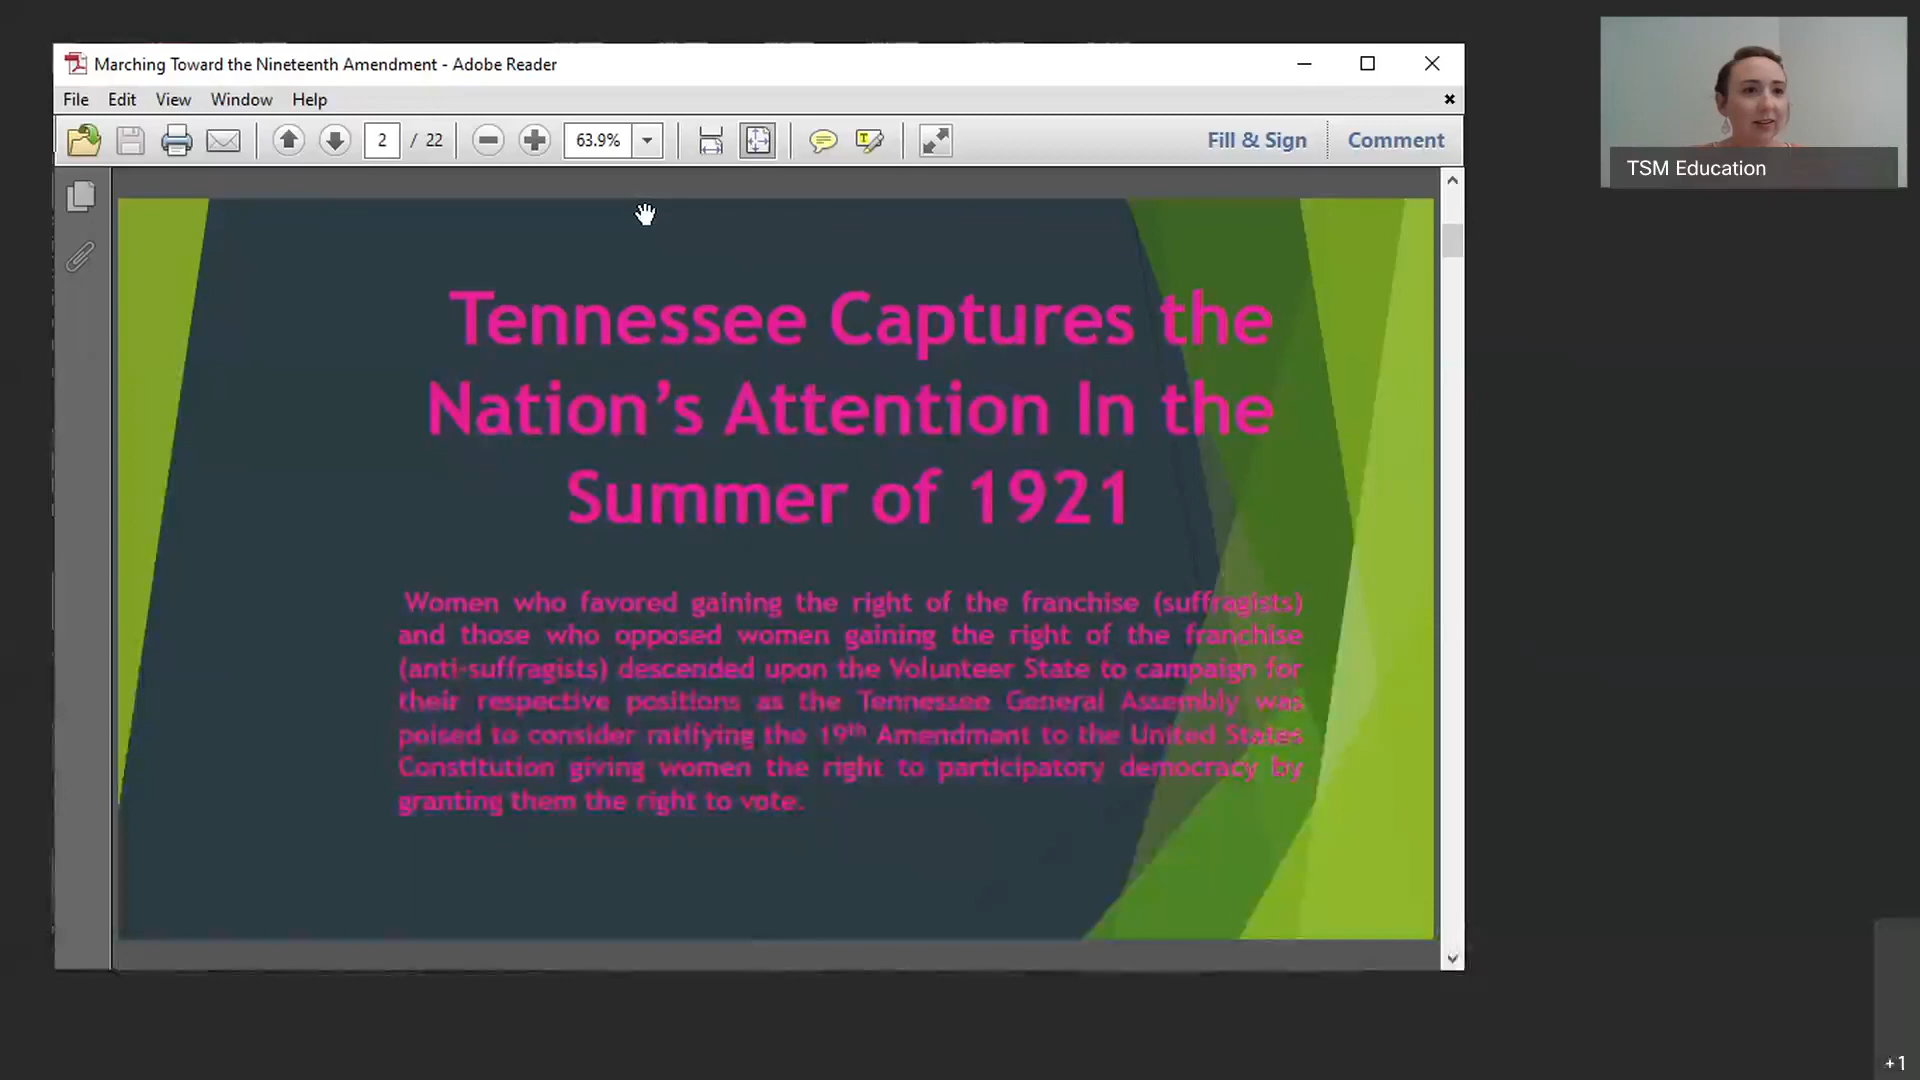 Marching Toward the Nineteenth Amendment - Adobe Reader
File Edit View Window Help
2 / 22 63.9% Fill & Sign Comment
TSM Education
Tennessee Captures the
Nation's Attention In the
Summer of 1921
Women who favored gaining the right of the franchise (suffragists)
and those who opposed women gaining the right of the franchise
(anti-suffragists) descended upon the Volunteer State to campaign for
their respective positions as the Tennessee General Assembly was
poised to consider ratifying the 19th Amendmant to the United States
Constitution giving women the right to participatory democracy by
granting them the right to vote.
+1